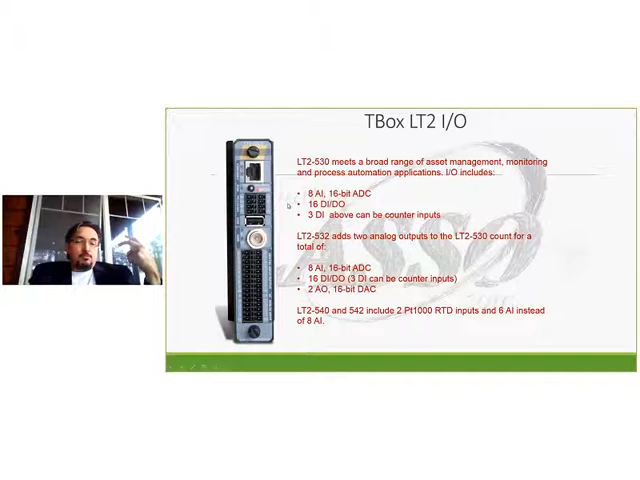 TBox LT2 I/O
LT2-530 meets a broad range of asset management, monitoring
and process automation applications. I/O includes:
• 8 AI, 16-bit ADC
• 16 DI/DO
• 3 DI above can be counter inputs
LT2-532 adds two analog outputs to the LT2-530 count for a
total of:
• 8 AI, 16-bit ADC
• 16 DI/DO (3 DI can be counter inputs)
• 2 AO, 16-bit DAC
LT2-540 and 542 include 2 Pt1000 RTD inputs and 6 AI instead
of 8 AI.